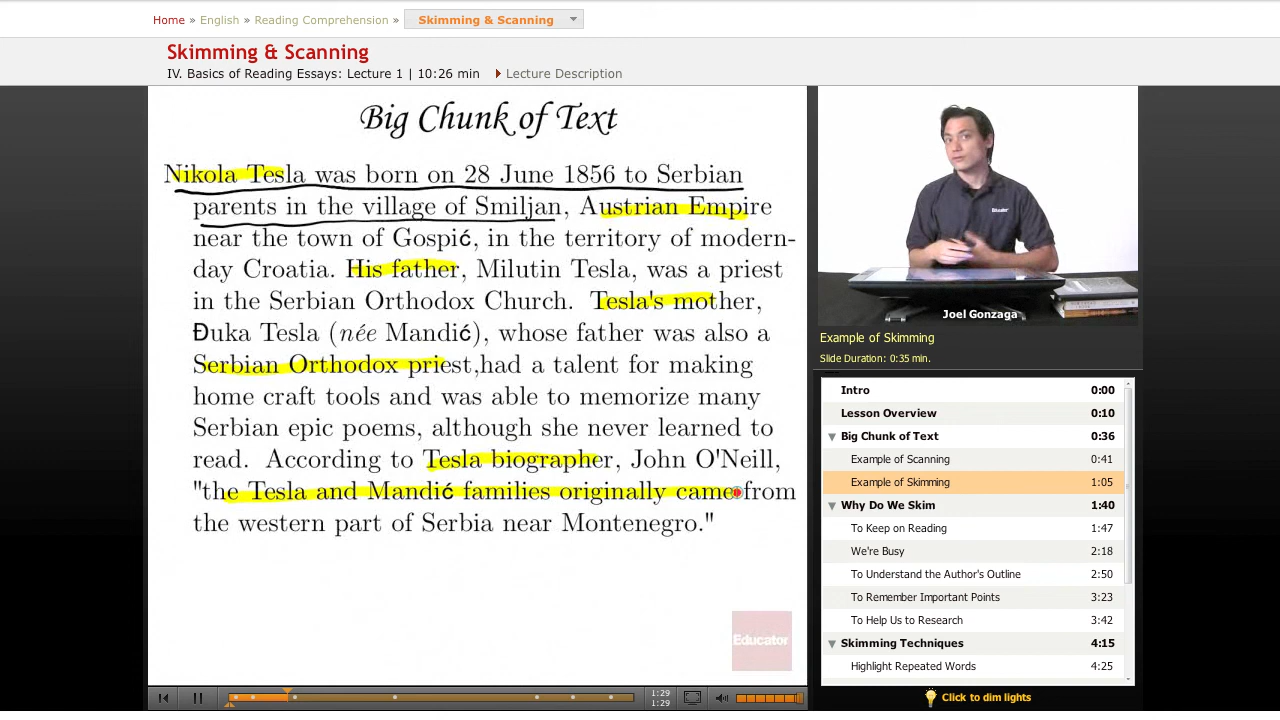 Home » English » Reading Comprehension » Skimming & Scanning
Skimming & Scanning
IV. Basics of Reading Essays: Lecture 1 | 10:26 min Lecture Description
Big Chunk of Text
Nikola Tesla was born on 28 June 1856 to Serbian
parents in the village of Smiljan, Austrian Empire
near the town of Gospić, in the territory of modern-
day Croatia. His father, Milutin Tesla, was a priest
in the Serbian Orthodox Church. Tesla's mother,
Đuka Tesla (née Mandić), whose father was also a
Serbian Orthodox priest,had a talent for making
home craft tools and was able to memorize many
Serbian epic poems, although she never learned to
read. According to Tesla biographer, John O'Neill,
"the Tesla and Mandić families originally came from
the western part of Serbia near Montenegro."
Educator
1:29
1:29
Educator
Joel Gonzaga
Example of Skimming
Slide Duration: 0:35 min.
Intro 0:00
Lesson Overview 0:10
Big Chunk of Text 0:36
Example of Scanning 0:41
Example of Skimming 1:05
Why Do We Skim 1:40
To Keep on Reading 1:47
We're Busy 2:18
To Understand the Author's Outline 2:50
To Remember Important Points 3:23
To Help Us to Research 3:42
Skimming Techniques 4:15
Highlight Repeated Words 4:25
Click to dim lights